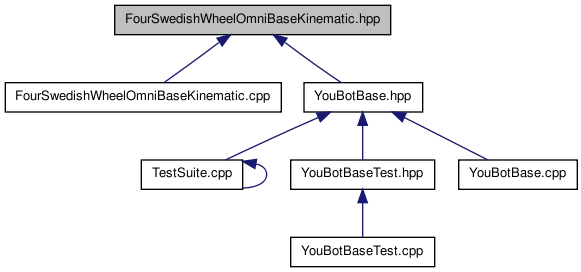 FourSwedishWheelOmniBaseKinematic.hpp
FourSwedishWheelOmniBaseKinematic.cpp
YouBotBase.hpp
TestSuite.cpp
YouBotBaseTest.hpp
YouBotBase.cpp
YouBotBaseTest.cpp